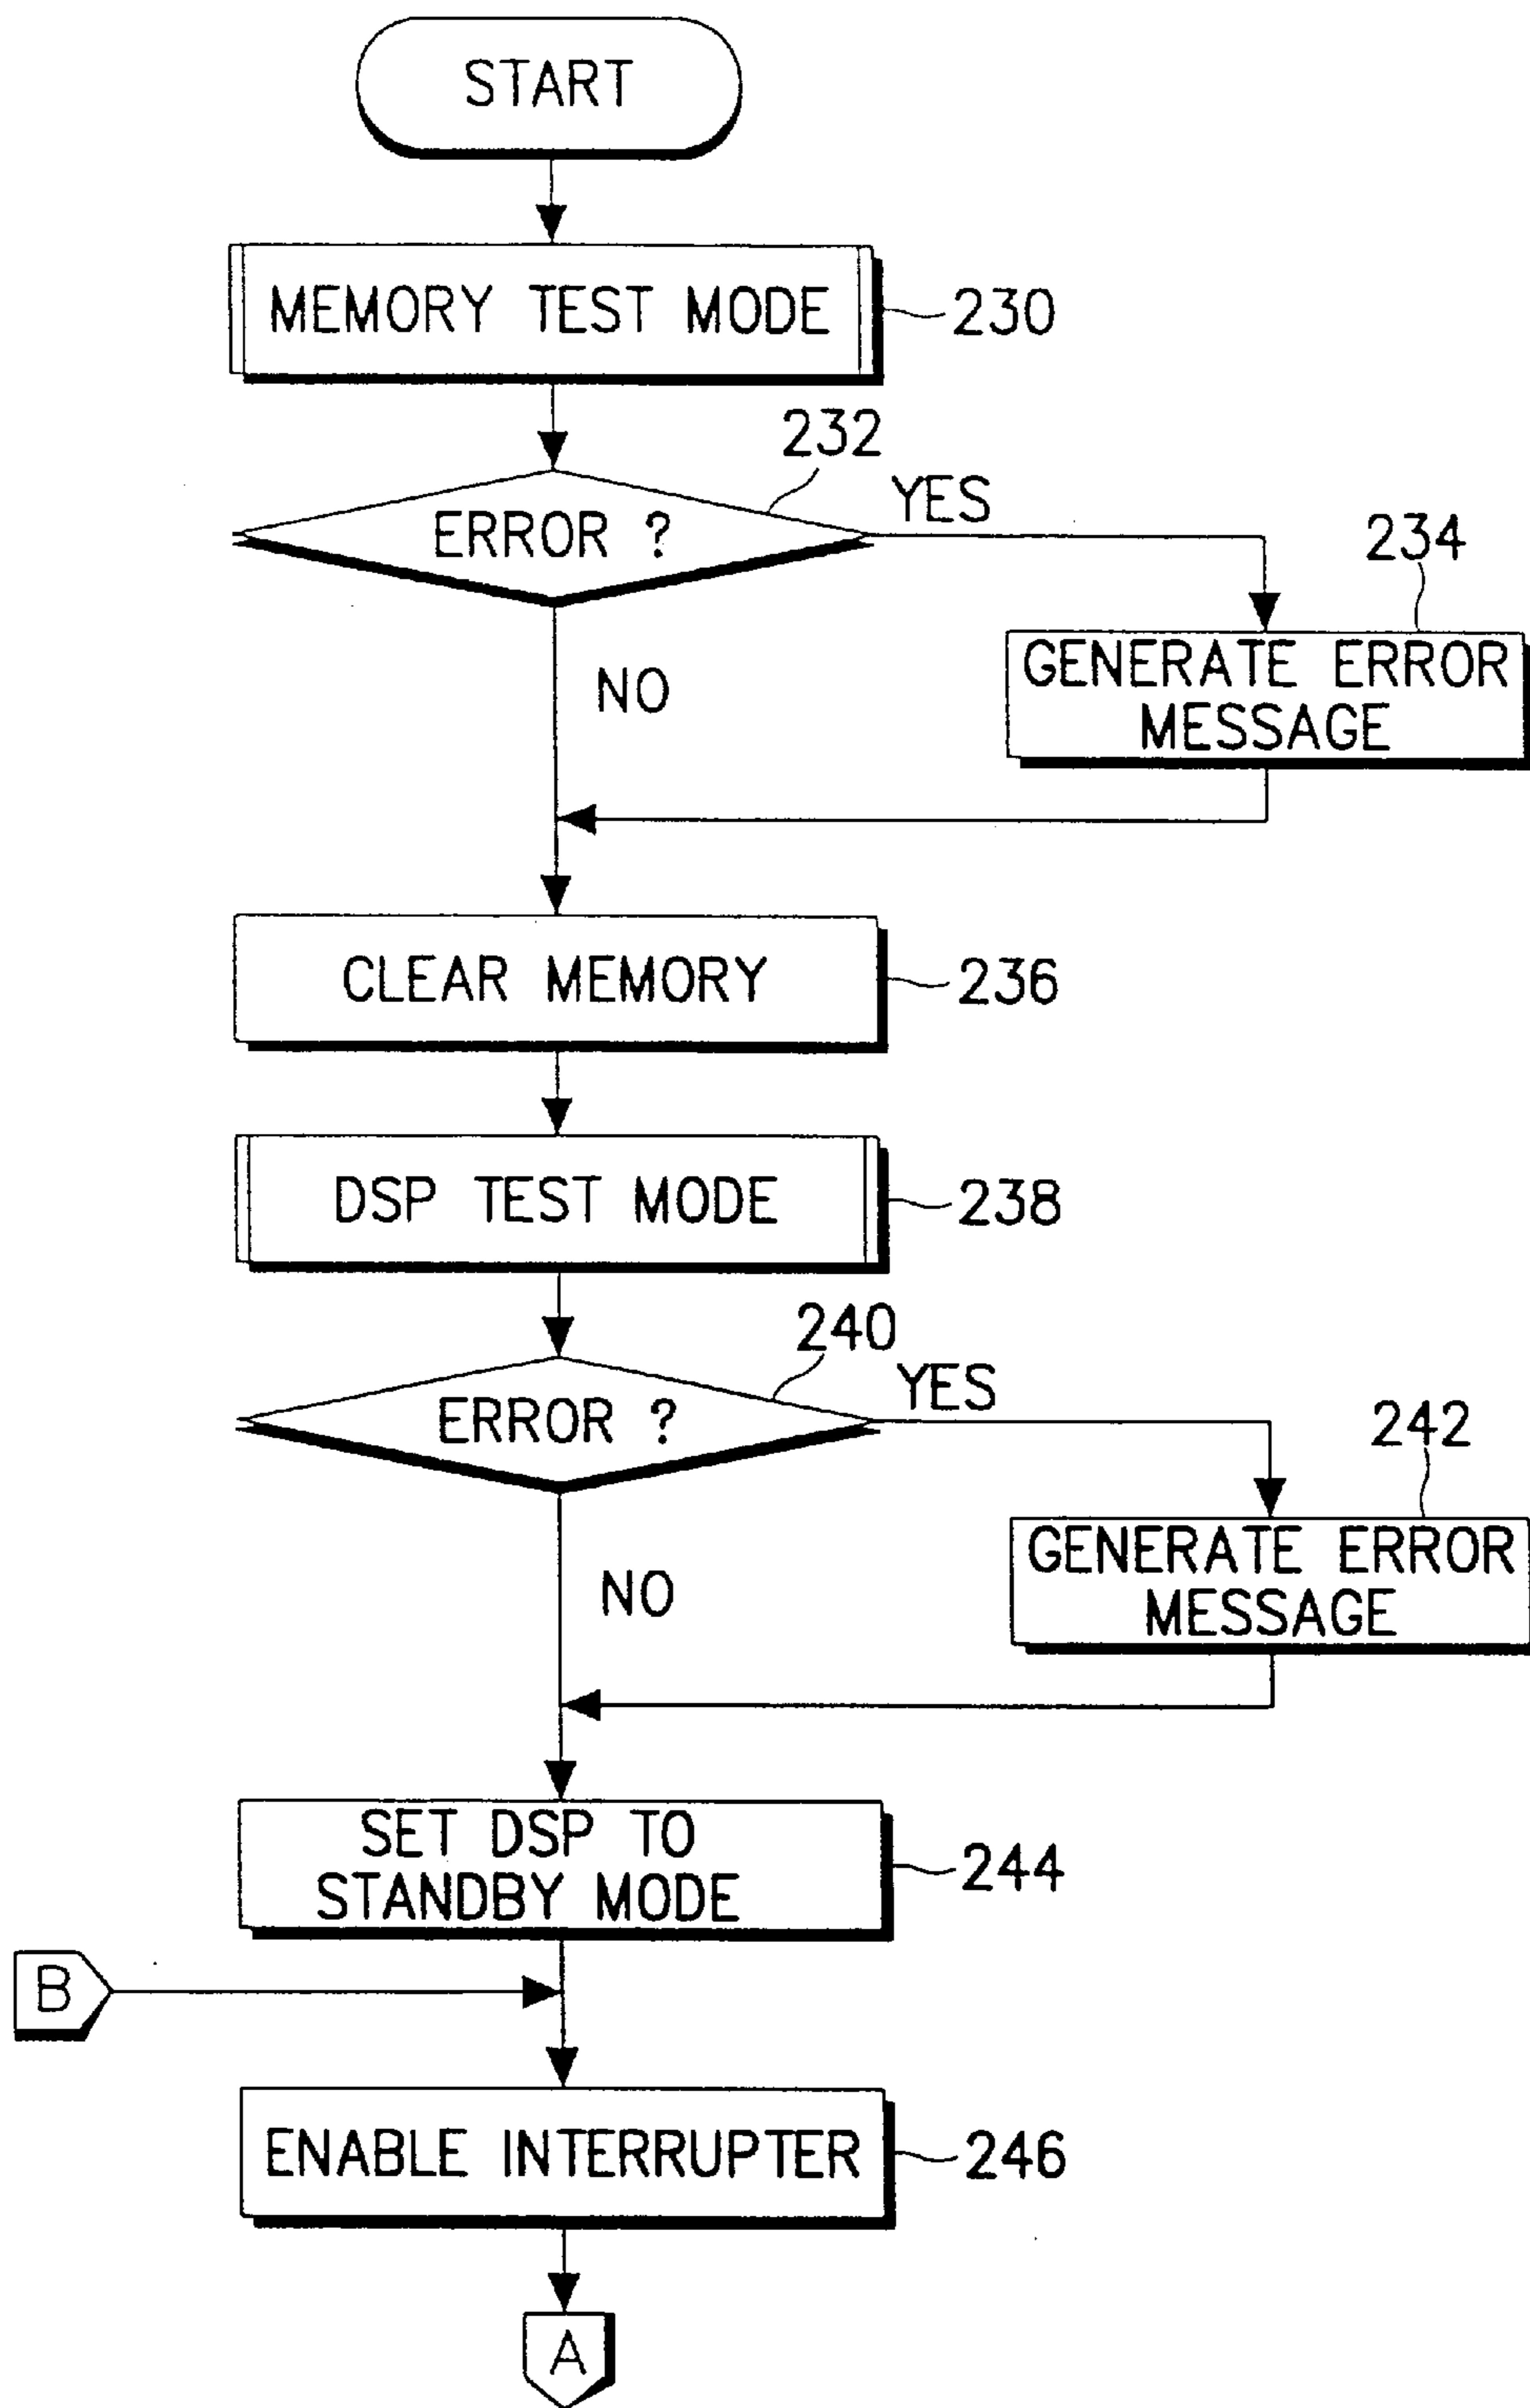 START
MEMORY TEST MODE
230
232
ERROR ?
YES
234
GENERATE ERROR
MESSAGE
NO
CLEAR MEMORY
236
DSP TEST MODE
238
240
ERROR ?
YES
242
GENERATE ERROR
MESSAGE
NO
SET DSP TO
STANDBY MODE
244
B
ENABLE INTERRUPTER
246
A